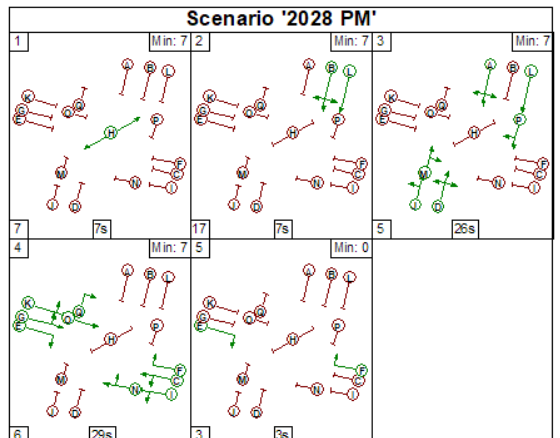 Scenario '2028 PM'
1 Min: 7
A B L
K Q
G O P
E H
M F
C
N I
J D
7 7s
2 Min: 7
A B L
K Q
G O P
E H
M F
C
N I
J D
17 7s
3 Min: 7
A B L
K Q
G O P
E H
M F
C
N I
J D
5 26s
4 Min: 7
A B L
K Q
G O P
E H
M F
C
N I
J D
6 29s
5 Min: 0
A B L
K Q
G O P
E H
M F
C
N I
J D
3 3s